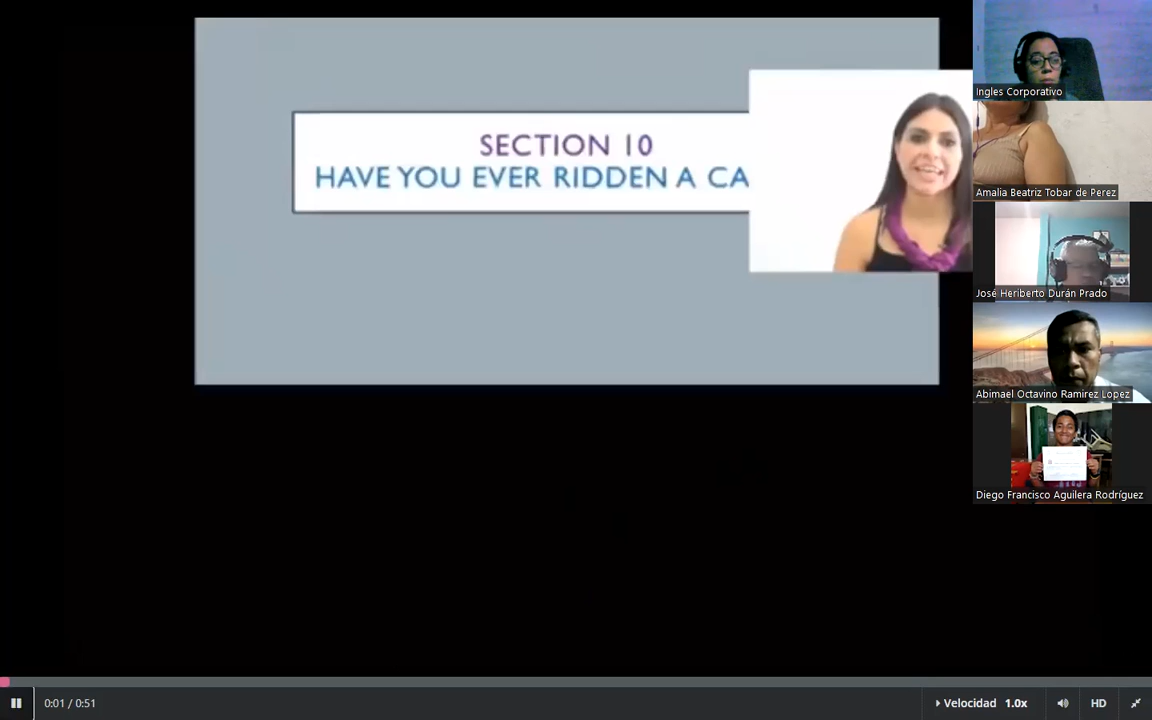 SECTION 10
HAVE YOU EVER RIDDEN A CA
Ingles Corporativo
Amalia Beatriz Tobar de Perez
José Heriberto Durán Prado
Abimael Octavino Ramirez Lopez
Diego Francisco Aguilera Rodríguez
0:01 / 0:51
Velocidad 1.0x
HD